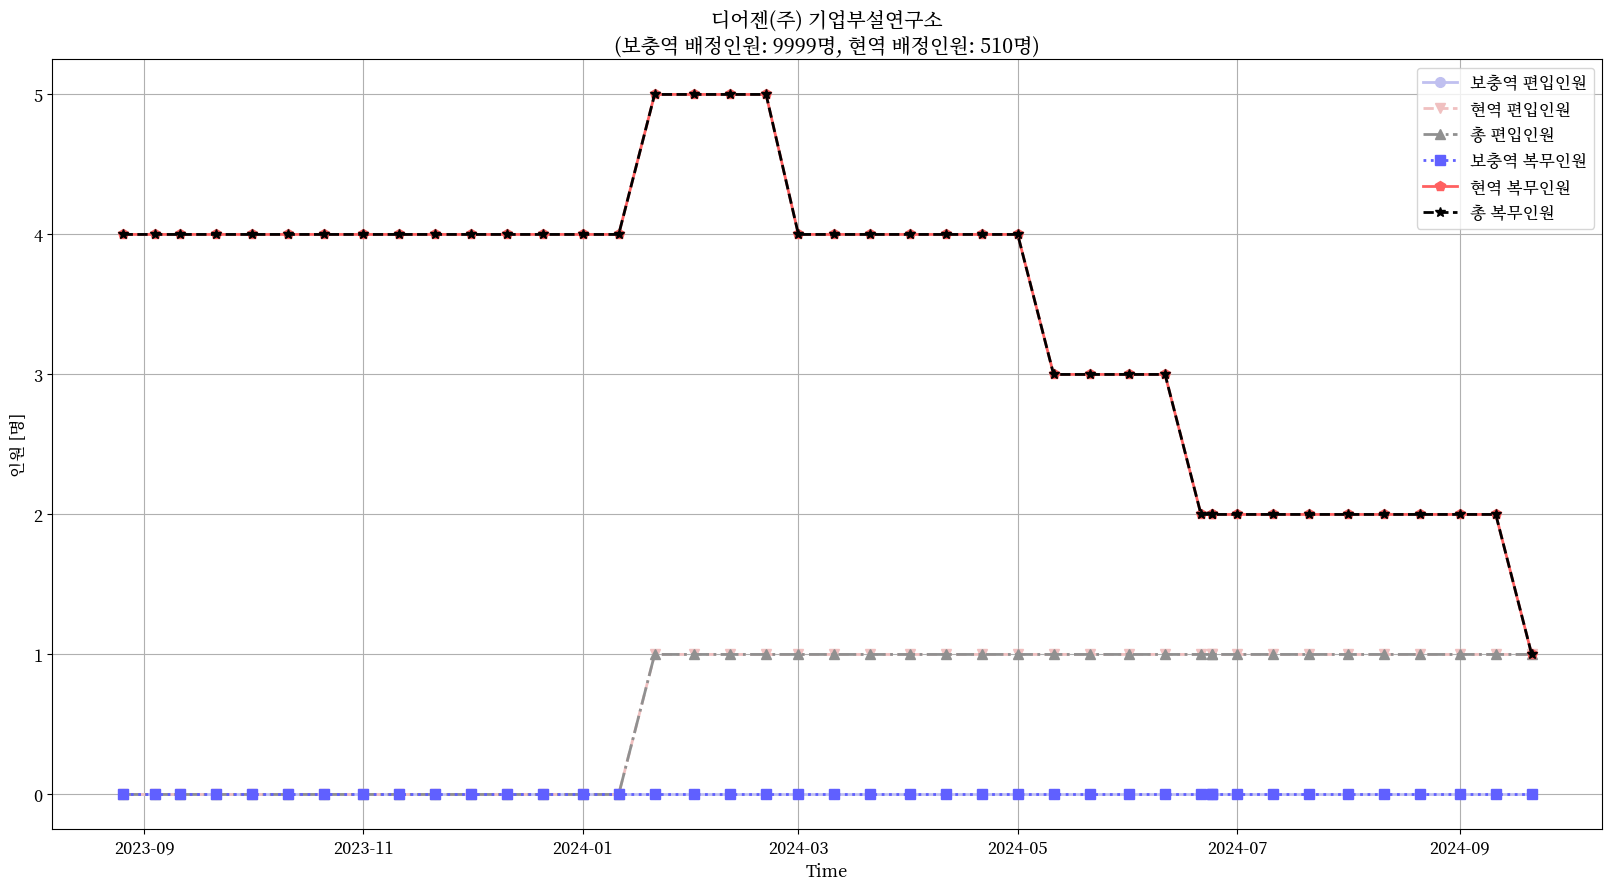 디어젠(주) 기업부설연구소
(보충역 배정인원: 9999명, 현역 배정인원: 510명)
보충역 편입인원
현역 편입인원
총 편입인원
보충역 복무인원
현역 복무인원
총 복무인원
5
4
3
2
1
0
인원 [명]
2023-09
2023-11
2024-01
2024-03
2024-05
2024-07
2024-09
Time